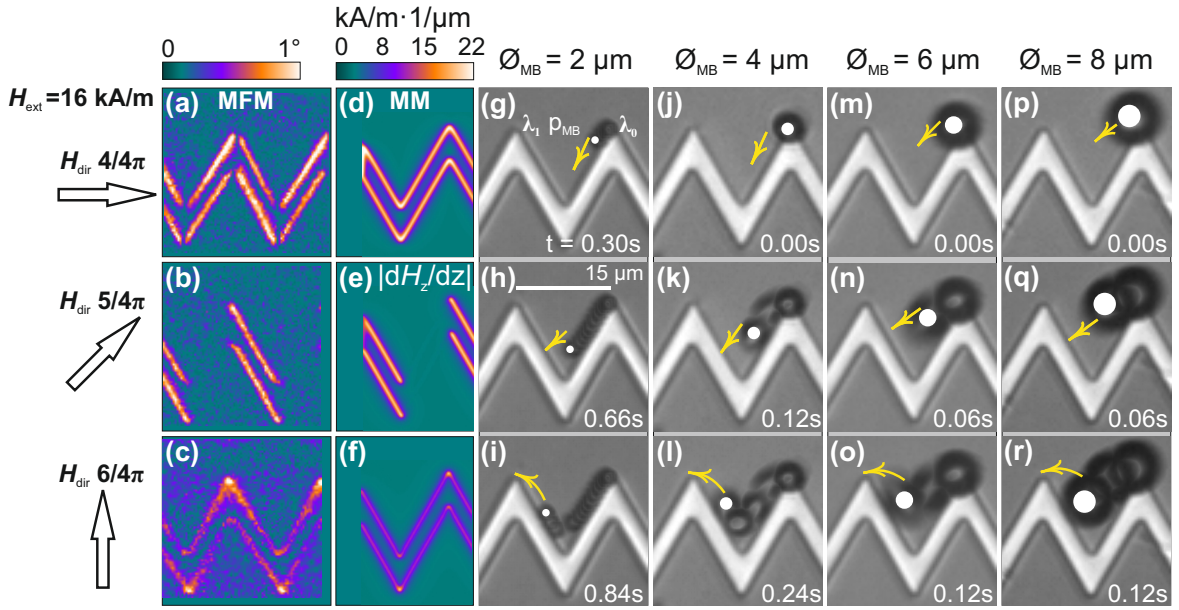 kA/m·1/µm
0 1°
0 8 15 22
Ø_MB = 2 µm Ø_MB = 4 µm Ø_MB = 6 µm Ø_MB = 8 µm
H_ext =16 kA/m
(a) MFM (d) MM (g) λ₁ p_MB λ₀ (j) (m) (p)
H_dir 4/4π
t = 0.30s 0.00s 0.00s 0.00s
(b) (e) |dH_z/dz| (h) 15 µm (k) (n) (q)
H_dir 5/4π
0.66s 0.12s 0.06s 0.06s
(c) (f) (i) (l) (o) (r)
H_dir 6/4π
0.84s 0.24s 0.12s 0.12s